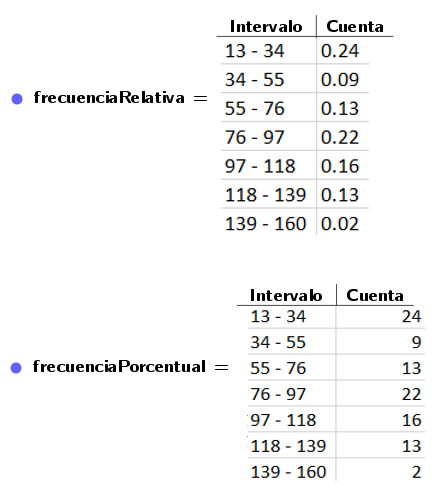 Intervalo Cuenta
13 - 34 0.24
34 - 55 0.09
frecuenciaRelativa =
55 - 76 0.13
76 - 97 0.22
97 - 118 0.16
118 - 139 0.13
139 - 160 0.02
Intervalo Cuenta
13 - 34 24
34 - 55 9
frecuenciaPorcentual =
55 - 76 13
76 - 97 22
97 - 118 16
118 - 139 13
139 - 160 2